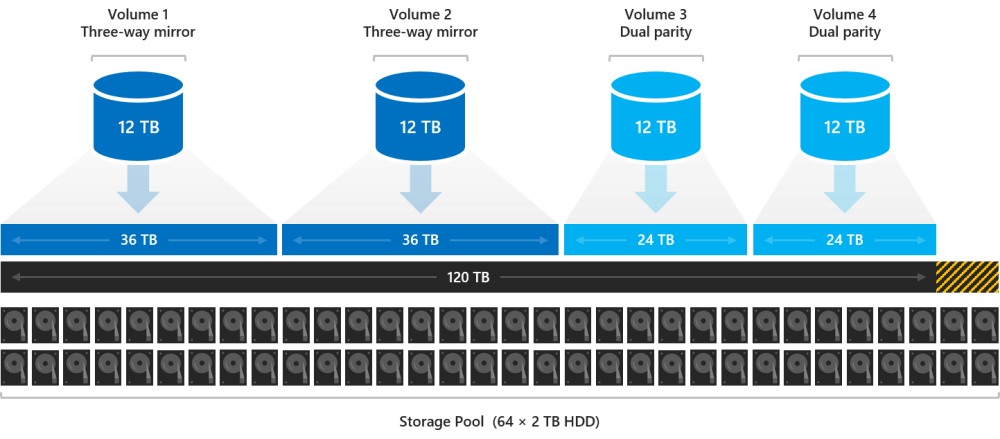 Volume 1
Three-way mirror
Volume 2
Three-way mirror
Volume 3
Dual parity
Volume 4
Dual parity
12 TB
12 TB
12 TB
12 TB
36 TB
36 TB
24 TB
24 TB
120 TB
Storage Pool (64 × 2 TB HDD)